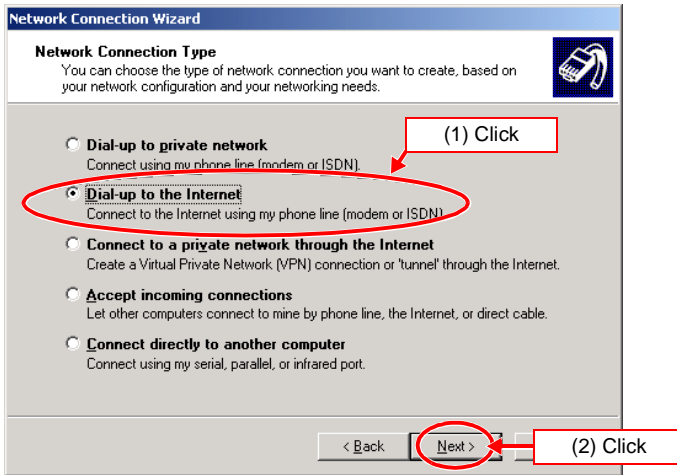 Network Connection Wizard
Network Connection Type
You can choose the type of network connection you want to create, based on
your network configuration and your networking needs.
(1) Click
Dial-up to private network
Connect using my phone line (modem or ISDN).
Dial-up to the Internet
Connect to the Internet using my phone line (modem or ISDN)
Connect to a private network through the Internet
Create a Virtual Private Network (VPN) connection or 'tunnel' through the Internet.
Accept incoming connections
Let other computers connect to mine by phone line, the Internet, or direct cable.
Connect directly to another computer
Connect using my serial, parallel, or infrared port.
< Back
Next >
(2) Click